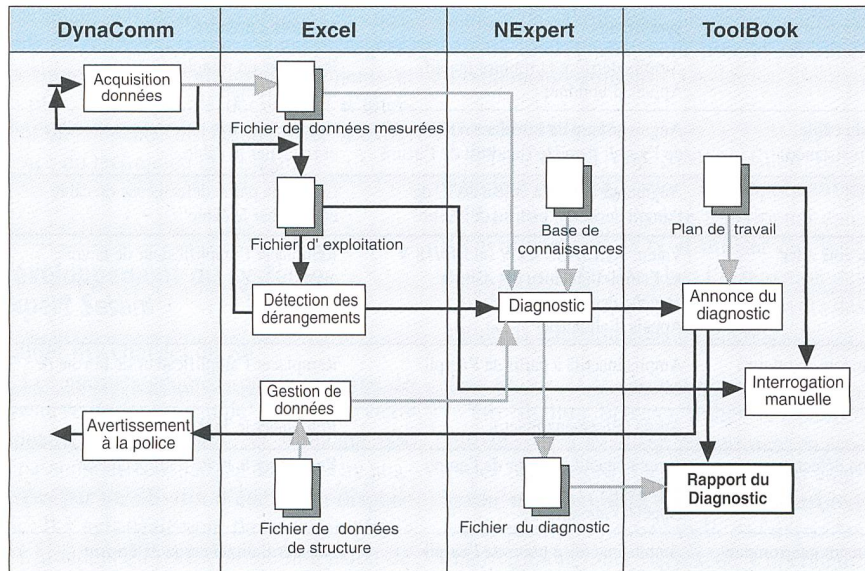 DynaComm
Excel
NExpert
ToolBook
Acquisition
données
Fichier de données mesurées
Fichier d' exploitation
Base de
connaissances
Plan de travail
Détection des
dérangements
Diagnostic
Annonce du
diagnostic
Gestion de
données
Interrogation
manuelle
Avertissement
à la police
Fichier de données
de structure
Fichier du diagnostic
Rapport du
Diagnostic